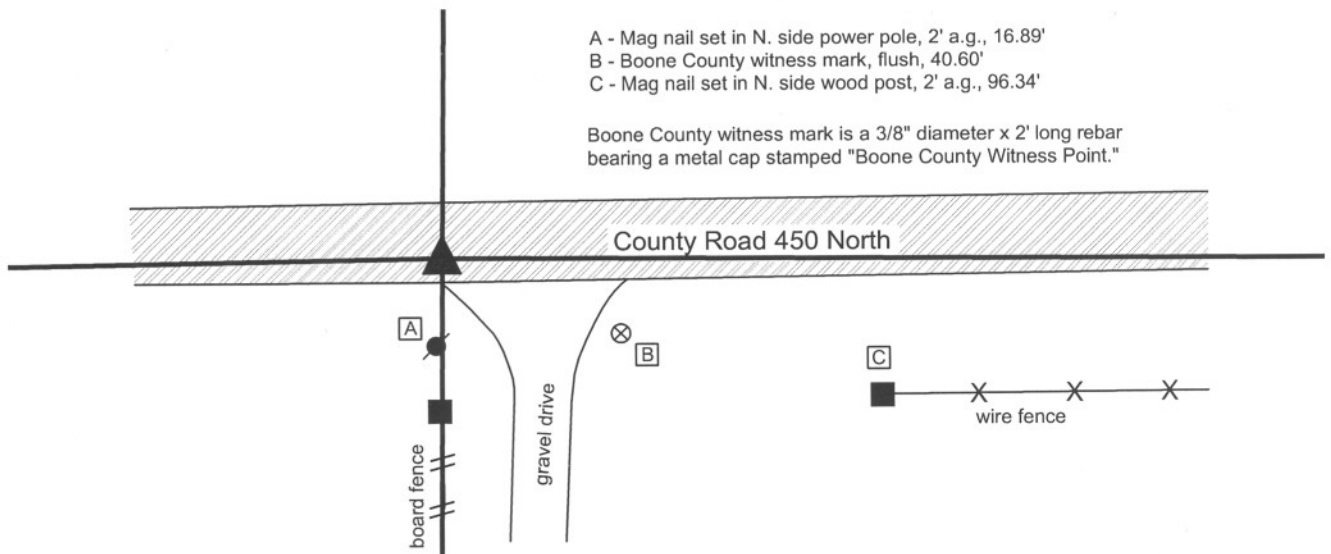 A - Mag nail set in N. side power pole, 2' a.g., 16.89'
B - Boone County witness mark, flush, 40.60'
C - Mag nail set in N. side wood post, 2' a.g., 96.34'
Boone County witness mark is a 3/8" diameter x 2' long rebar
bearing a metal cap stamped "Boone County Witness Point."
County Road 450 North
A
B
C
wire fence
gravel drive
board fence